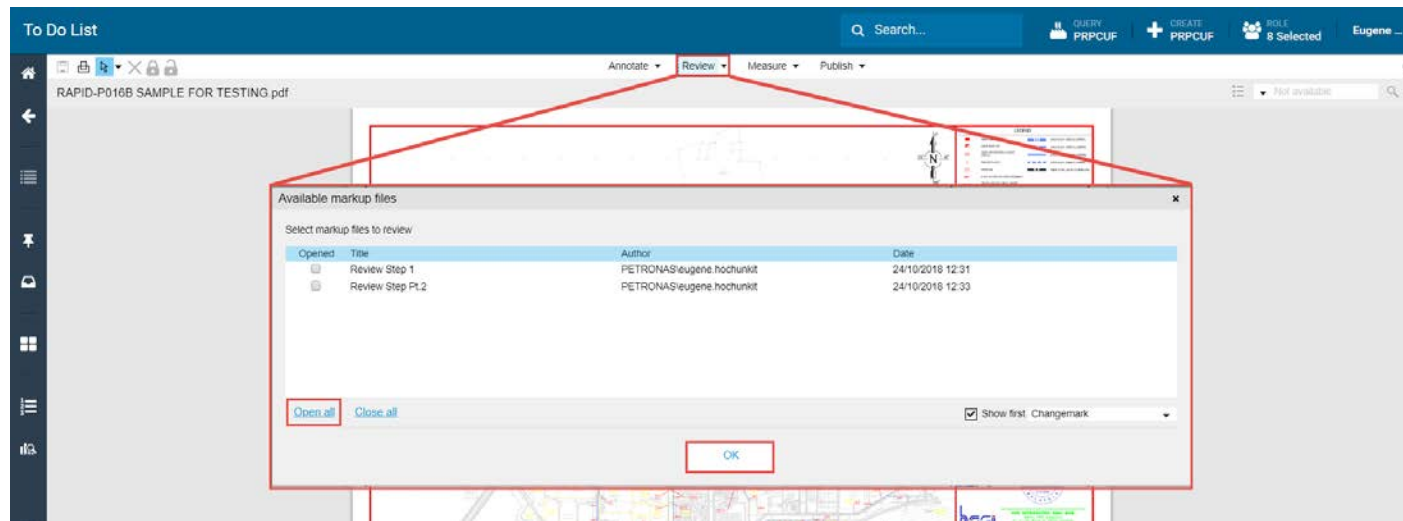 To Do List
Search...
QUERY
PRPCUF
CREATE
PRPCUF
ROLE
8 Selected
Eugene ...
Annotate
Review
Measure
Publish
RAPID-P016B SAMPLE FOR TESTING.pdf
Not available
LEGEND
N
Available markup files
Select markup files to review
Opened Title Author Date
Review Step 1 PETRONAS\eugene.hochunkit 24/10/2018 12:31
Review Step Pt.2 PETRONAS\eugene.hochunkit 24/10/2018 12:33
Open all Close all
Show first Changemark
OK